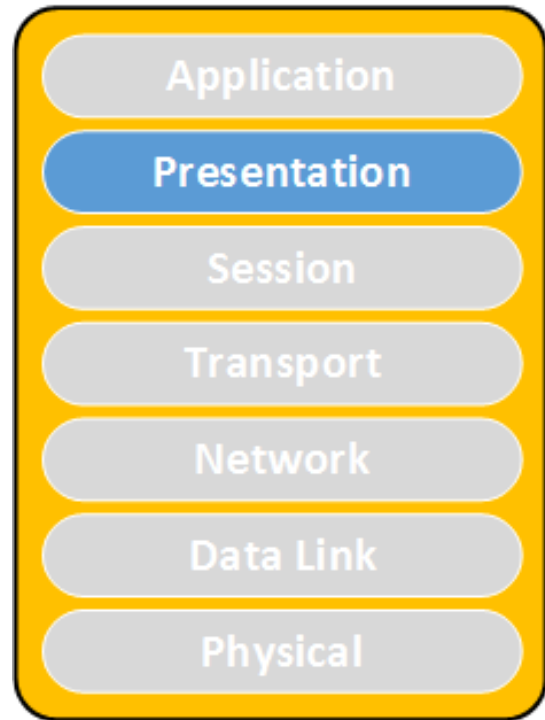 Application
Presentation
Session
Transport
Network
Data Link
Physical